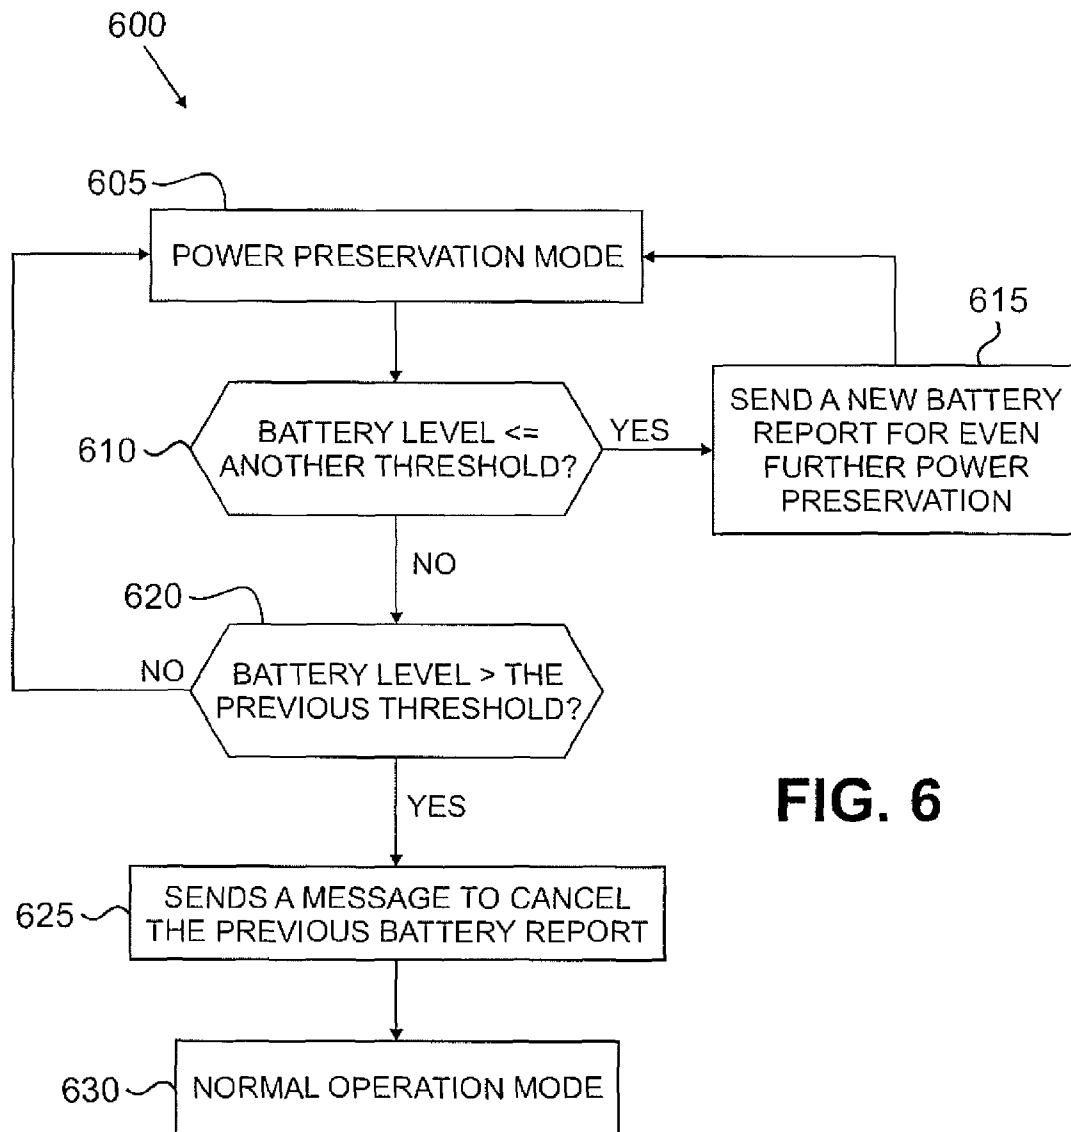 600
605
POWER PRESERVATION MODE
615
SEND A NEW BATTERY
REPORT FOR EVEN
FURTHER POWER
PRESERVATION
610
BATTERY LEVEL <=
ANOTHER THRESHOLD?
YES
NO
620
BATTERY LEVEL > THE
PREVIOUS THRESHOLD?
NO
YES
FIG. 6
625
SENDS A MESSAGE TO CANCEL
THE PREVIOUS BATTERY REPORT
630
NORMAL OPERATION MODE